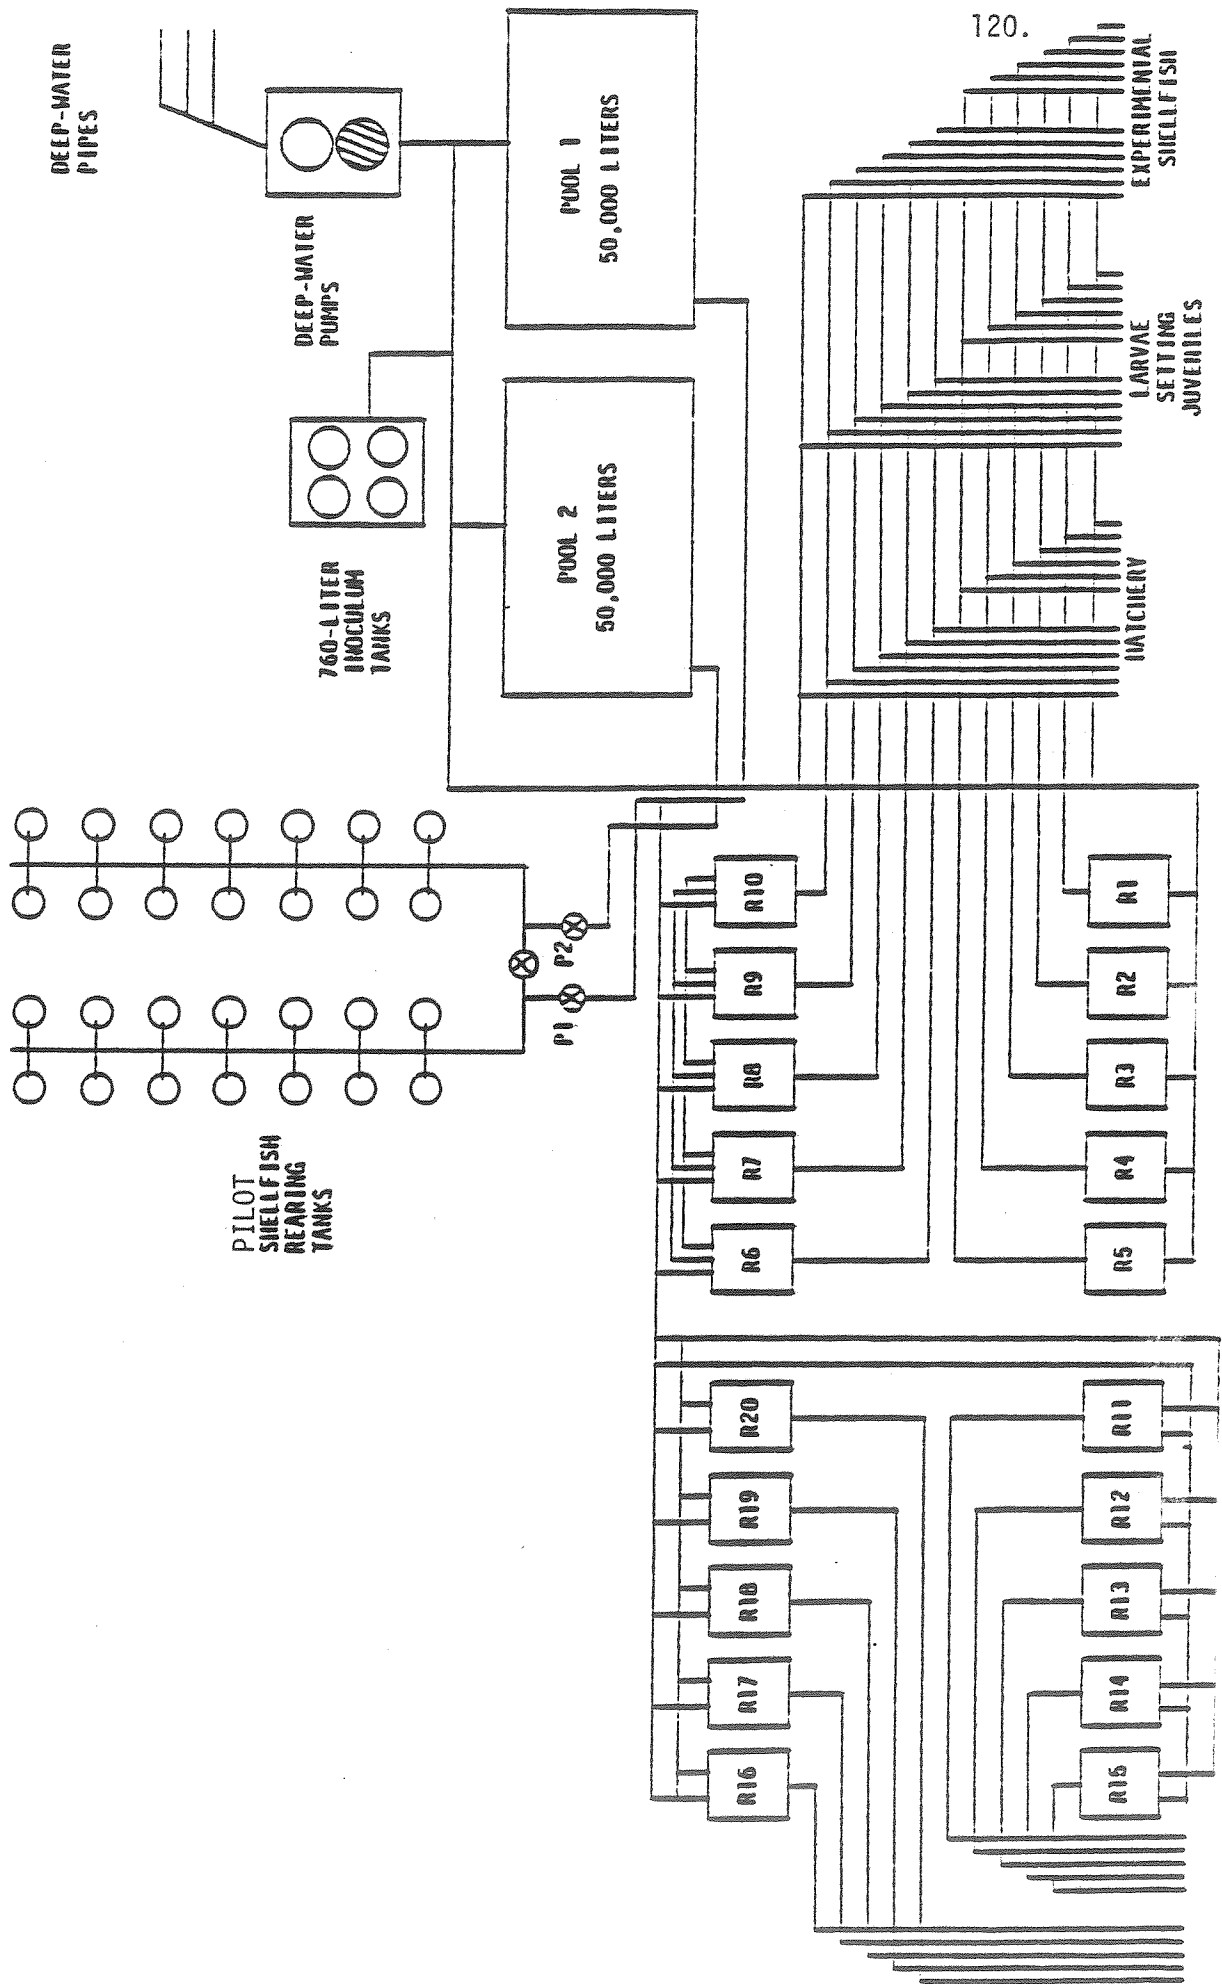 120.
DEEP-WATER
PIPES
DEEP-WATER
PUMPS
760-LITER
INOCULUM
TANKS
PILOT
SHELLFISH
REARING
TANKS
POOL 1
50,000 LITERS
POOL 2
50,000 LITERS
P2
P1
EXPERIMENTAL
SHELLFISH
LARVAE
SETTING
JUVENILES
HATCHERY
R10
R9
R8
R7
R6
R1
R2
R3
R4
R5
R20
R19
R18
R17
R16
R11
R12
R13
R14
R15